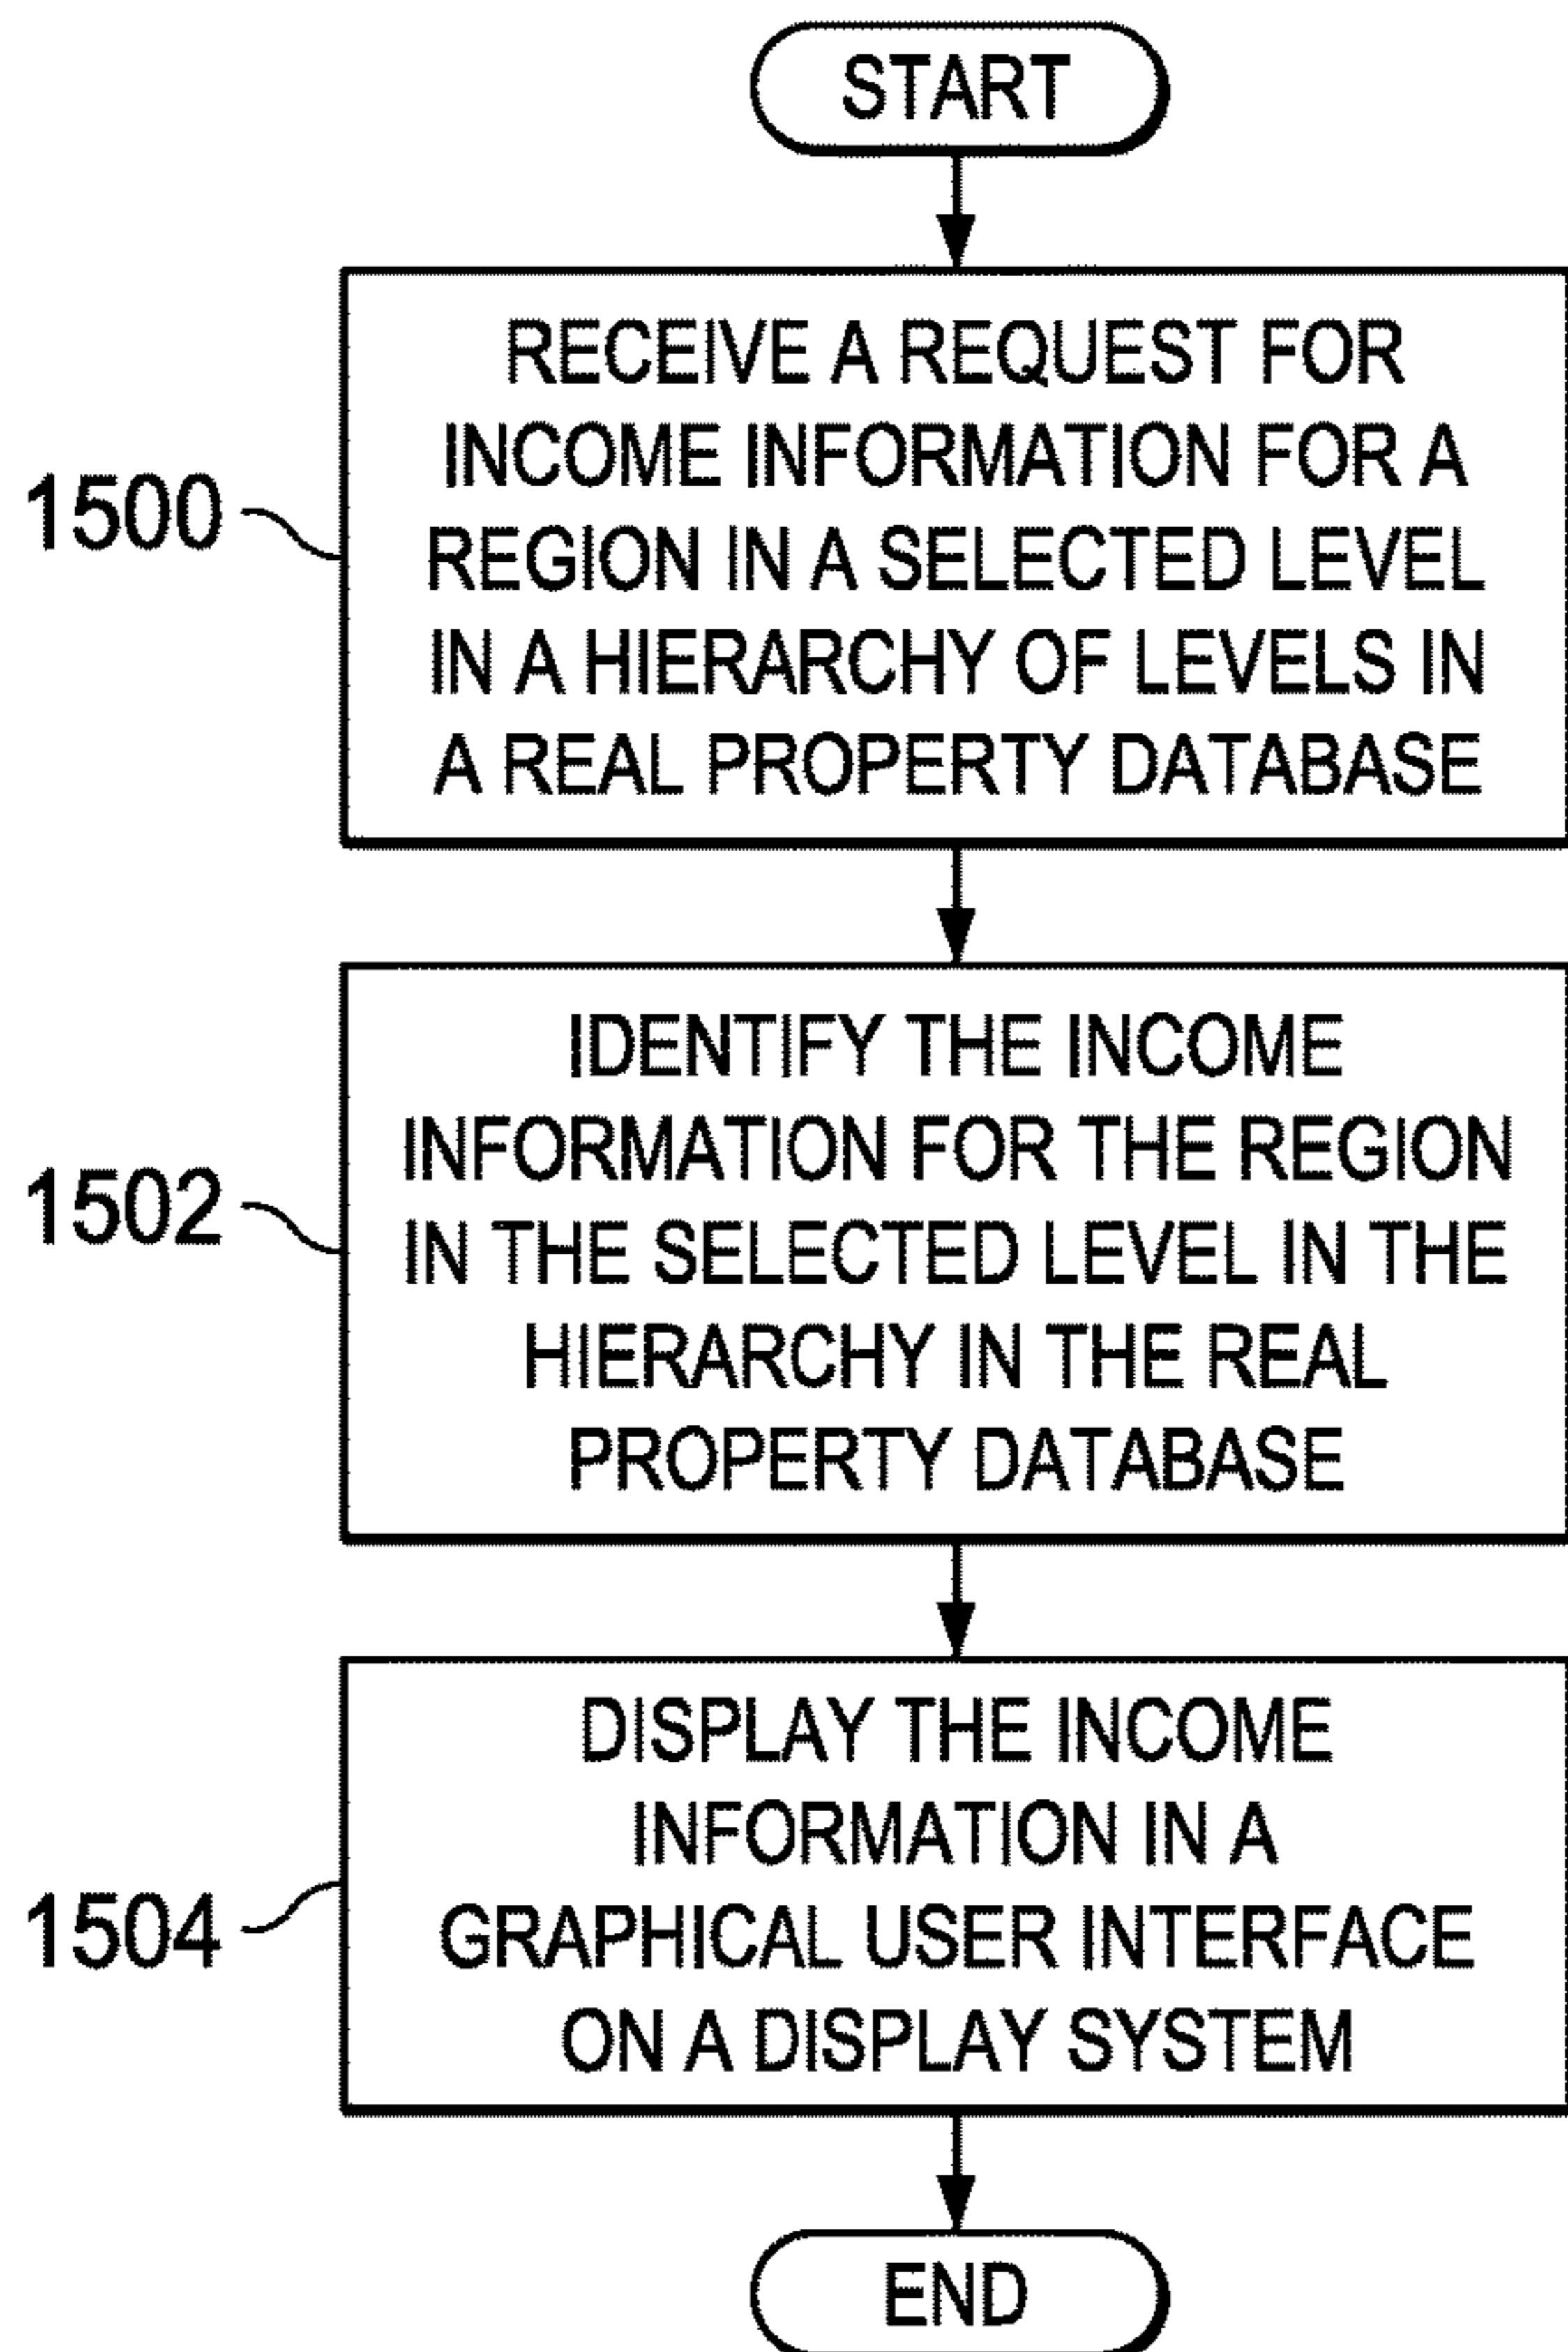 START
1500
RECEIVE A REQUEST FOR
INCOME INFORMATION FOR A
REGION IN A SELECTED LEVEL
IN A HIERARCHY OF LEVELS IN
A REAL PROPERTY DATABASE
1502
IDENTIFY THE INCOME
INFORMATION FOR THE REGION
IN THE SELECTED LEVEL IN THE
HIERARCHY IN THE REAL
PROPERTY DATABASE
1504
DISPLAY THE INCOME
INFORMATION IN A
GRAPHICAL USER INTERFACE
ON A DISPLAY SYSTEM
END